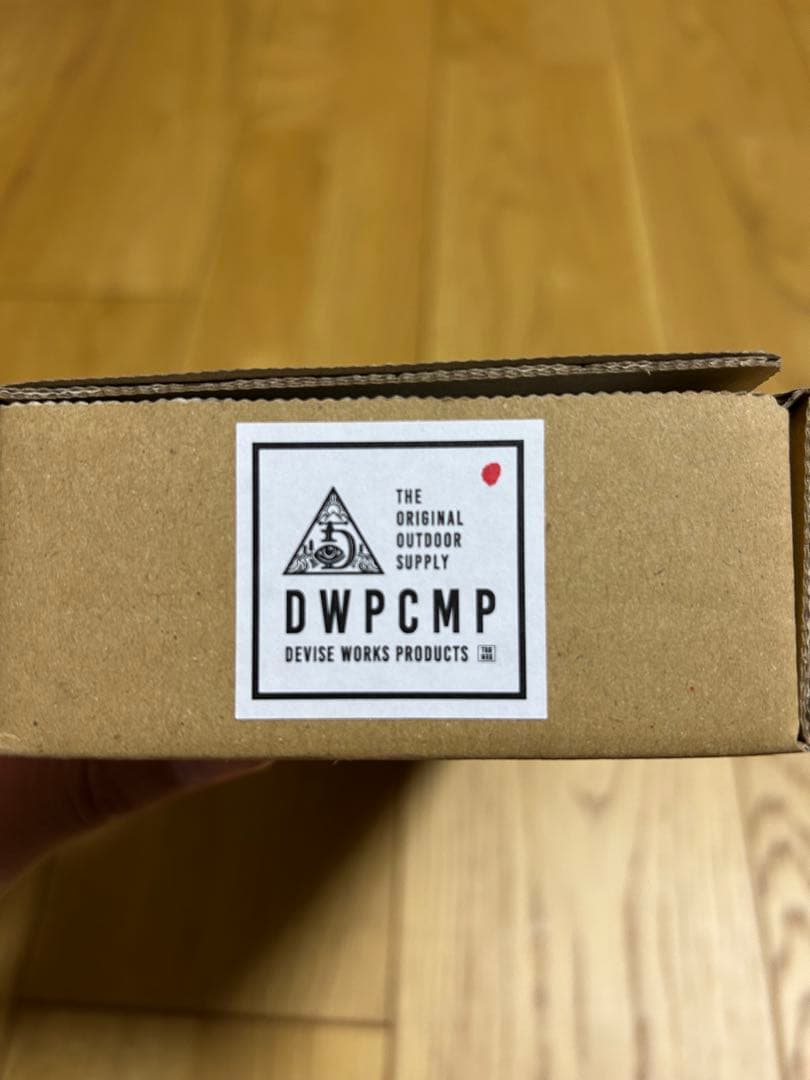 THE
ORIGINAL
OUTDOOR
SUPPLY
DWPCMP
DEVISE WORKS PRODUCTS